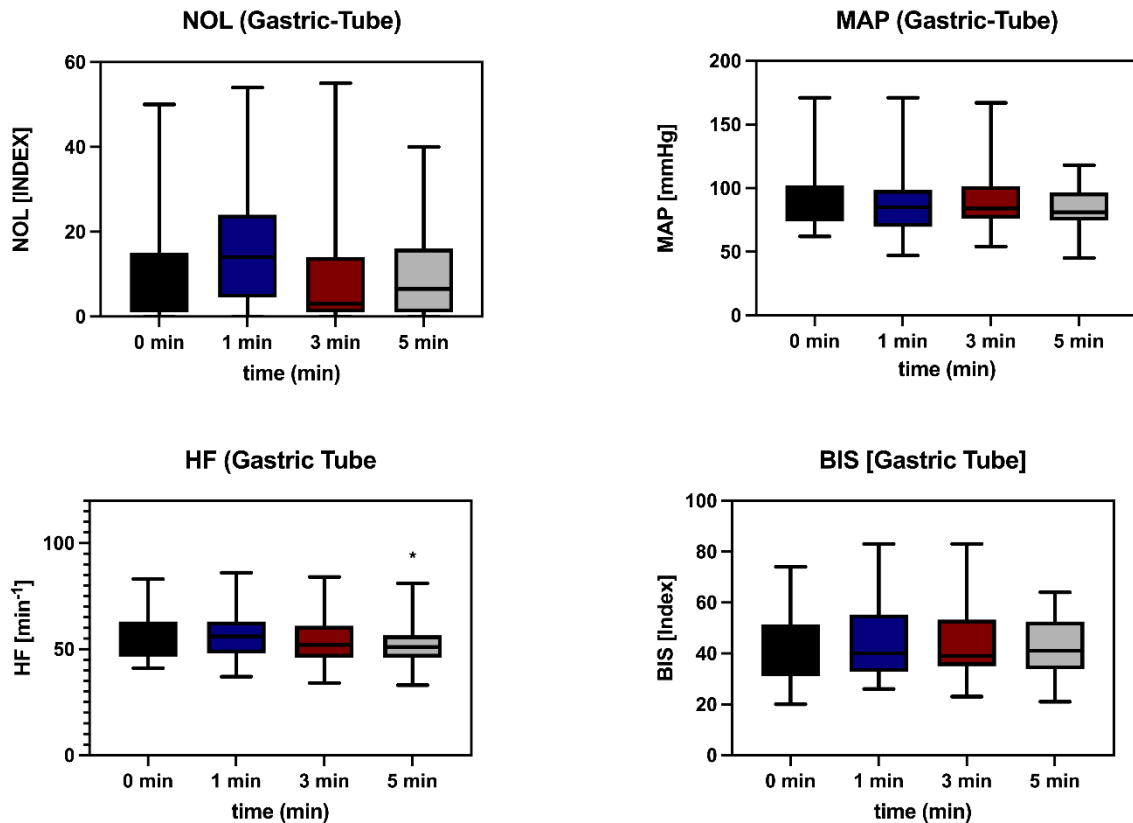 NOL (Gastric-Tube)
NOL [INDEX]
60
40
20
0
0 min 1 min 3 min 5 min
time (min)
MAP (Gastric-Tube)
MAP [mmHg]
200
150
100
50
0
0 min 1 min 3 min 5 min
time (min)
HF (Gastric Tube
HF [min⁻¹]
100
50
0
*
0 min 1 min 3 min 5 min
time (min)
BIS [Gastric Tube]
BIS [Index]
100
80
60
40
20
0
0 min 1 min 3 min 5 min
time (min)